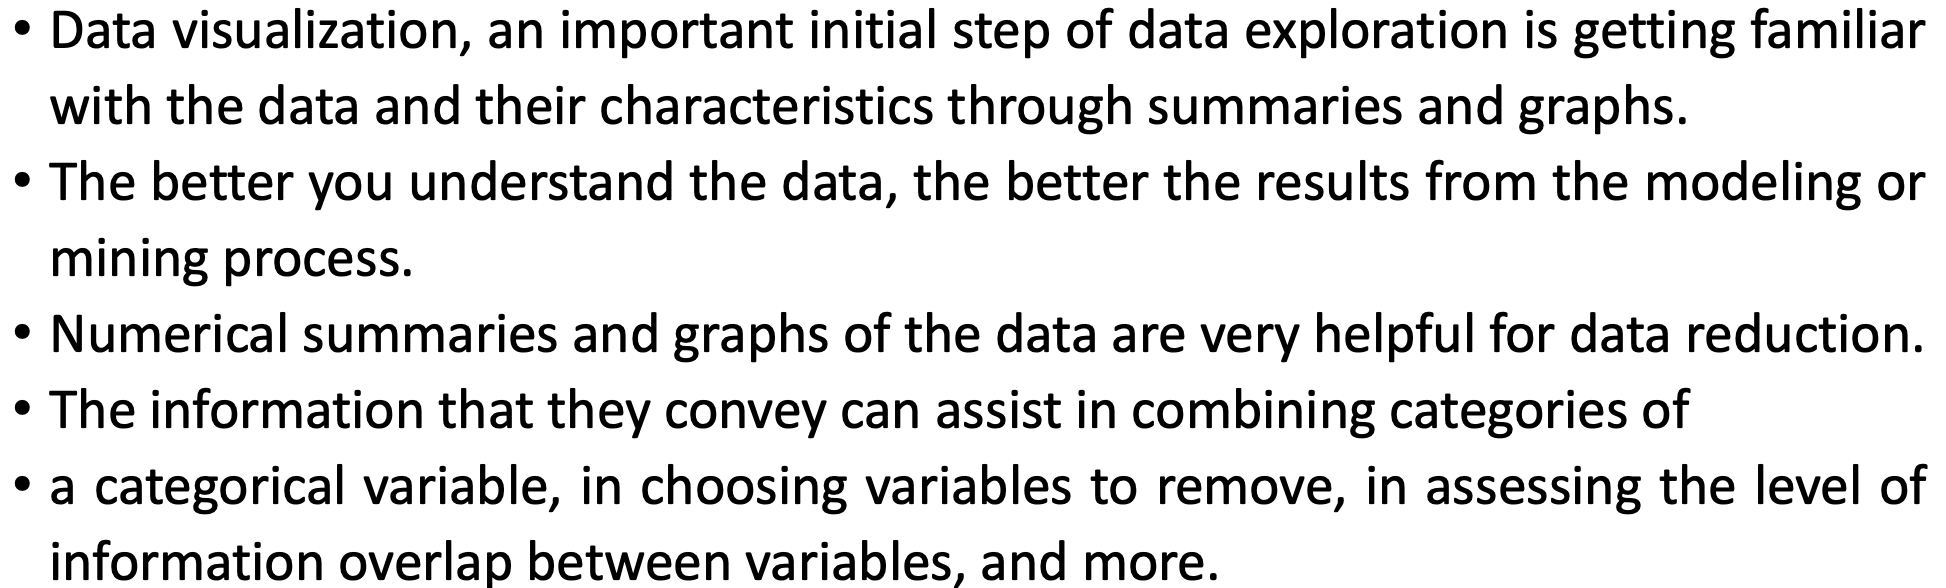 • Data visualization, an important initial step of data exploration is getting familiar
with the data and their characteristics through summaries and graphs.
• The better you understand the data, the better the results from the modeling or
mining process.
• Numerical summaries and graphs of the data are very helpful for data reduction.
• The information that they convey can assist in combining categories of
• a categorical variable, in choosing variables to remove, in assessing the level of
information overlap between variables, and more.